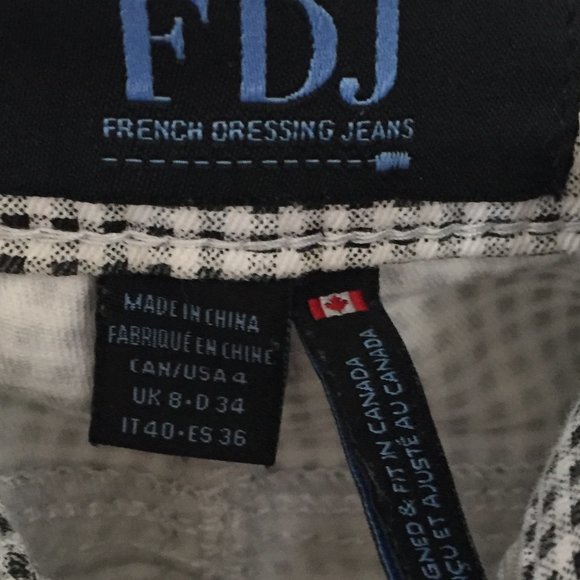 FDJ
FRENCH DRESSING JEANS
MADE IN CHINA
FABRIQUÉ EN CHINE
CAN/USA 4
UK 8·D 34
IT 40·ES 36
GNED & FIT IN CANADA
ÇU ET AJUSTÉ AU CANADA